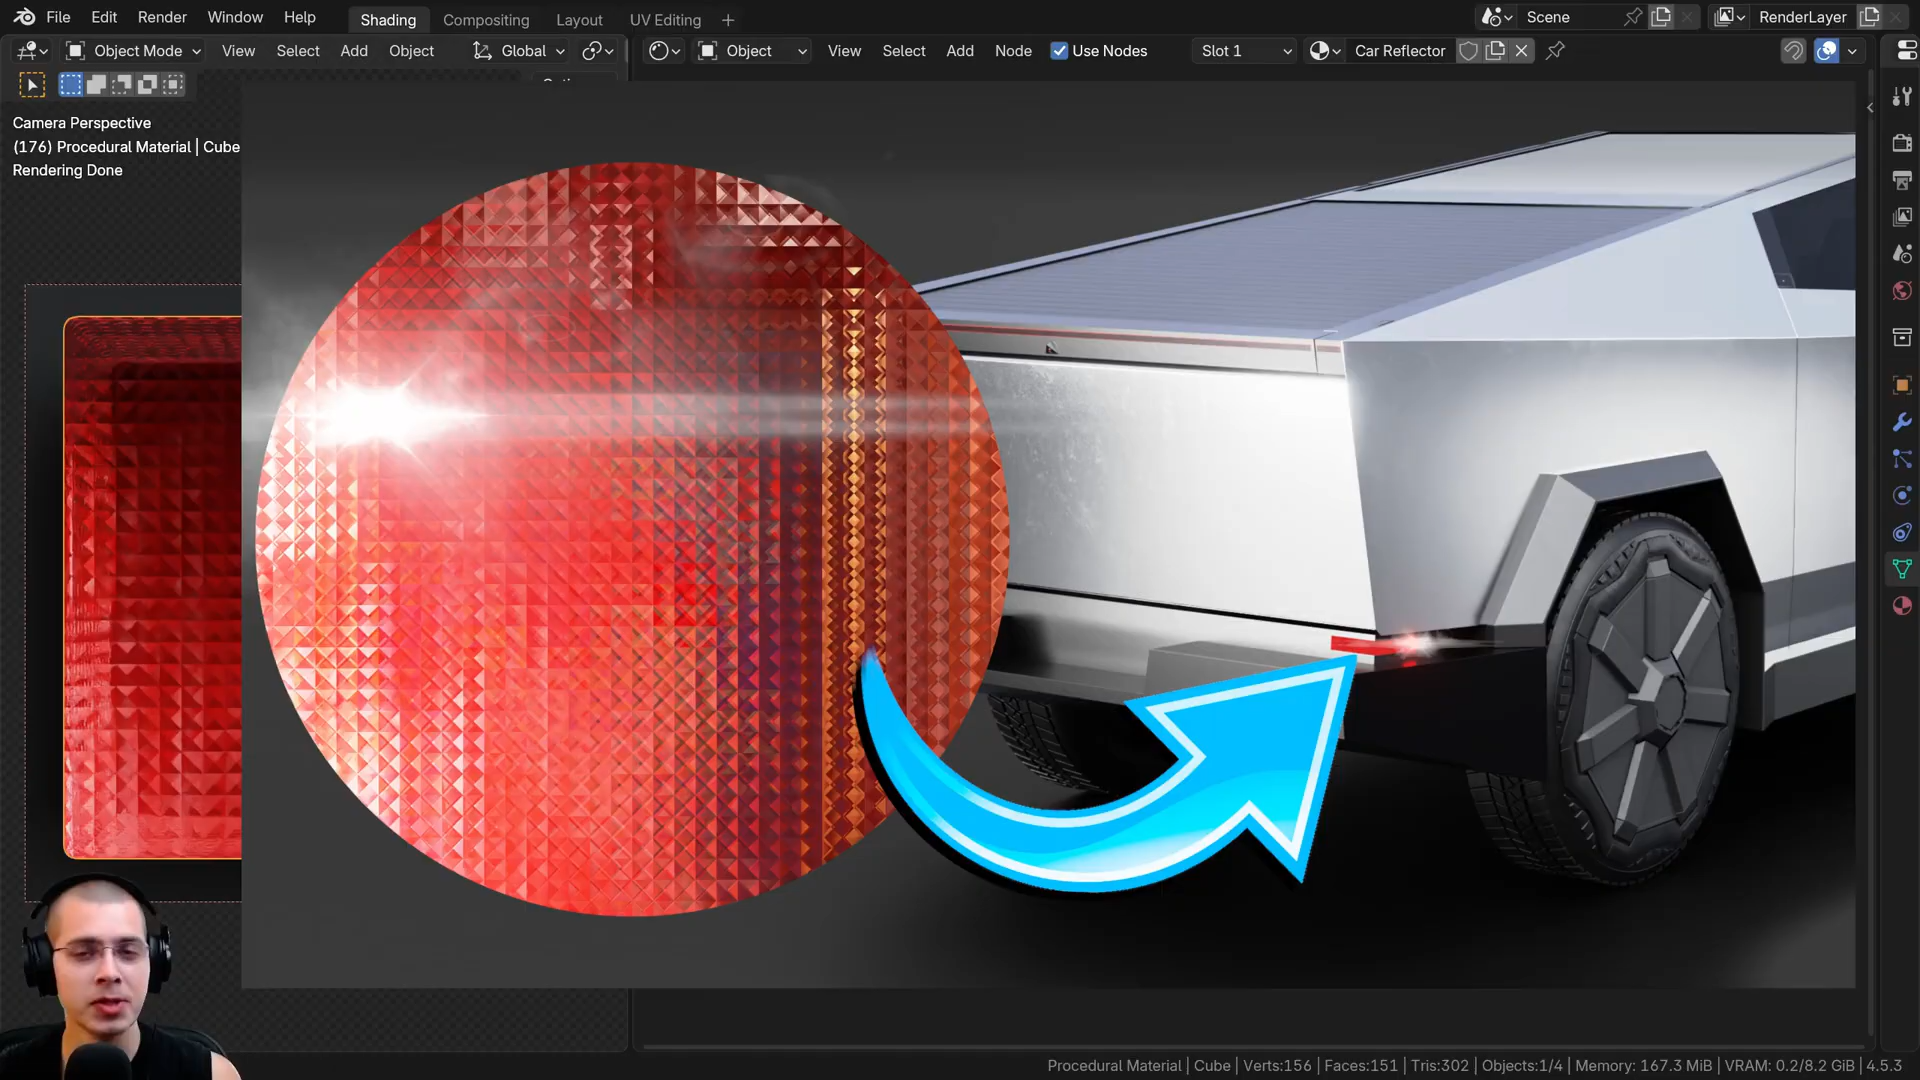 File Edit Render Window Help Shading Compositing Layout UV Editing Scene RenderLayer
Object Mode View Select Add Object Global Object View Select Add Node Use Nodes Slot 1 Car Reflector
Camera Perspective
(176) Procedural Material | Cube
Rendering Done
Procedural Material | Cube | Verts:156 | Faces:151 | Tris:302 | Objects:1/4 | Memory: 167.3 MiB | VRAM: 0.2/8.2 GiB | 4.5.3